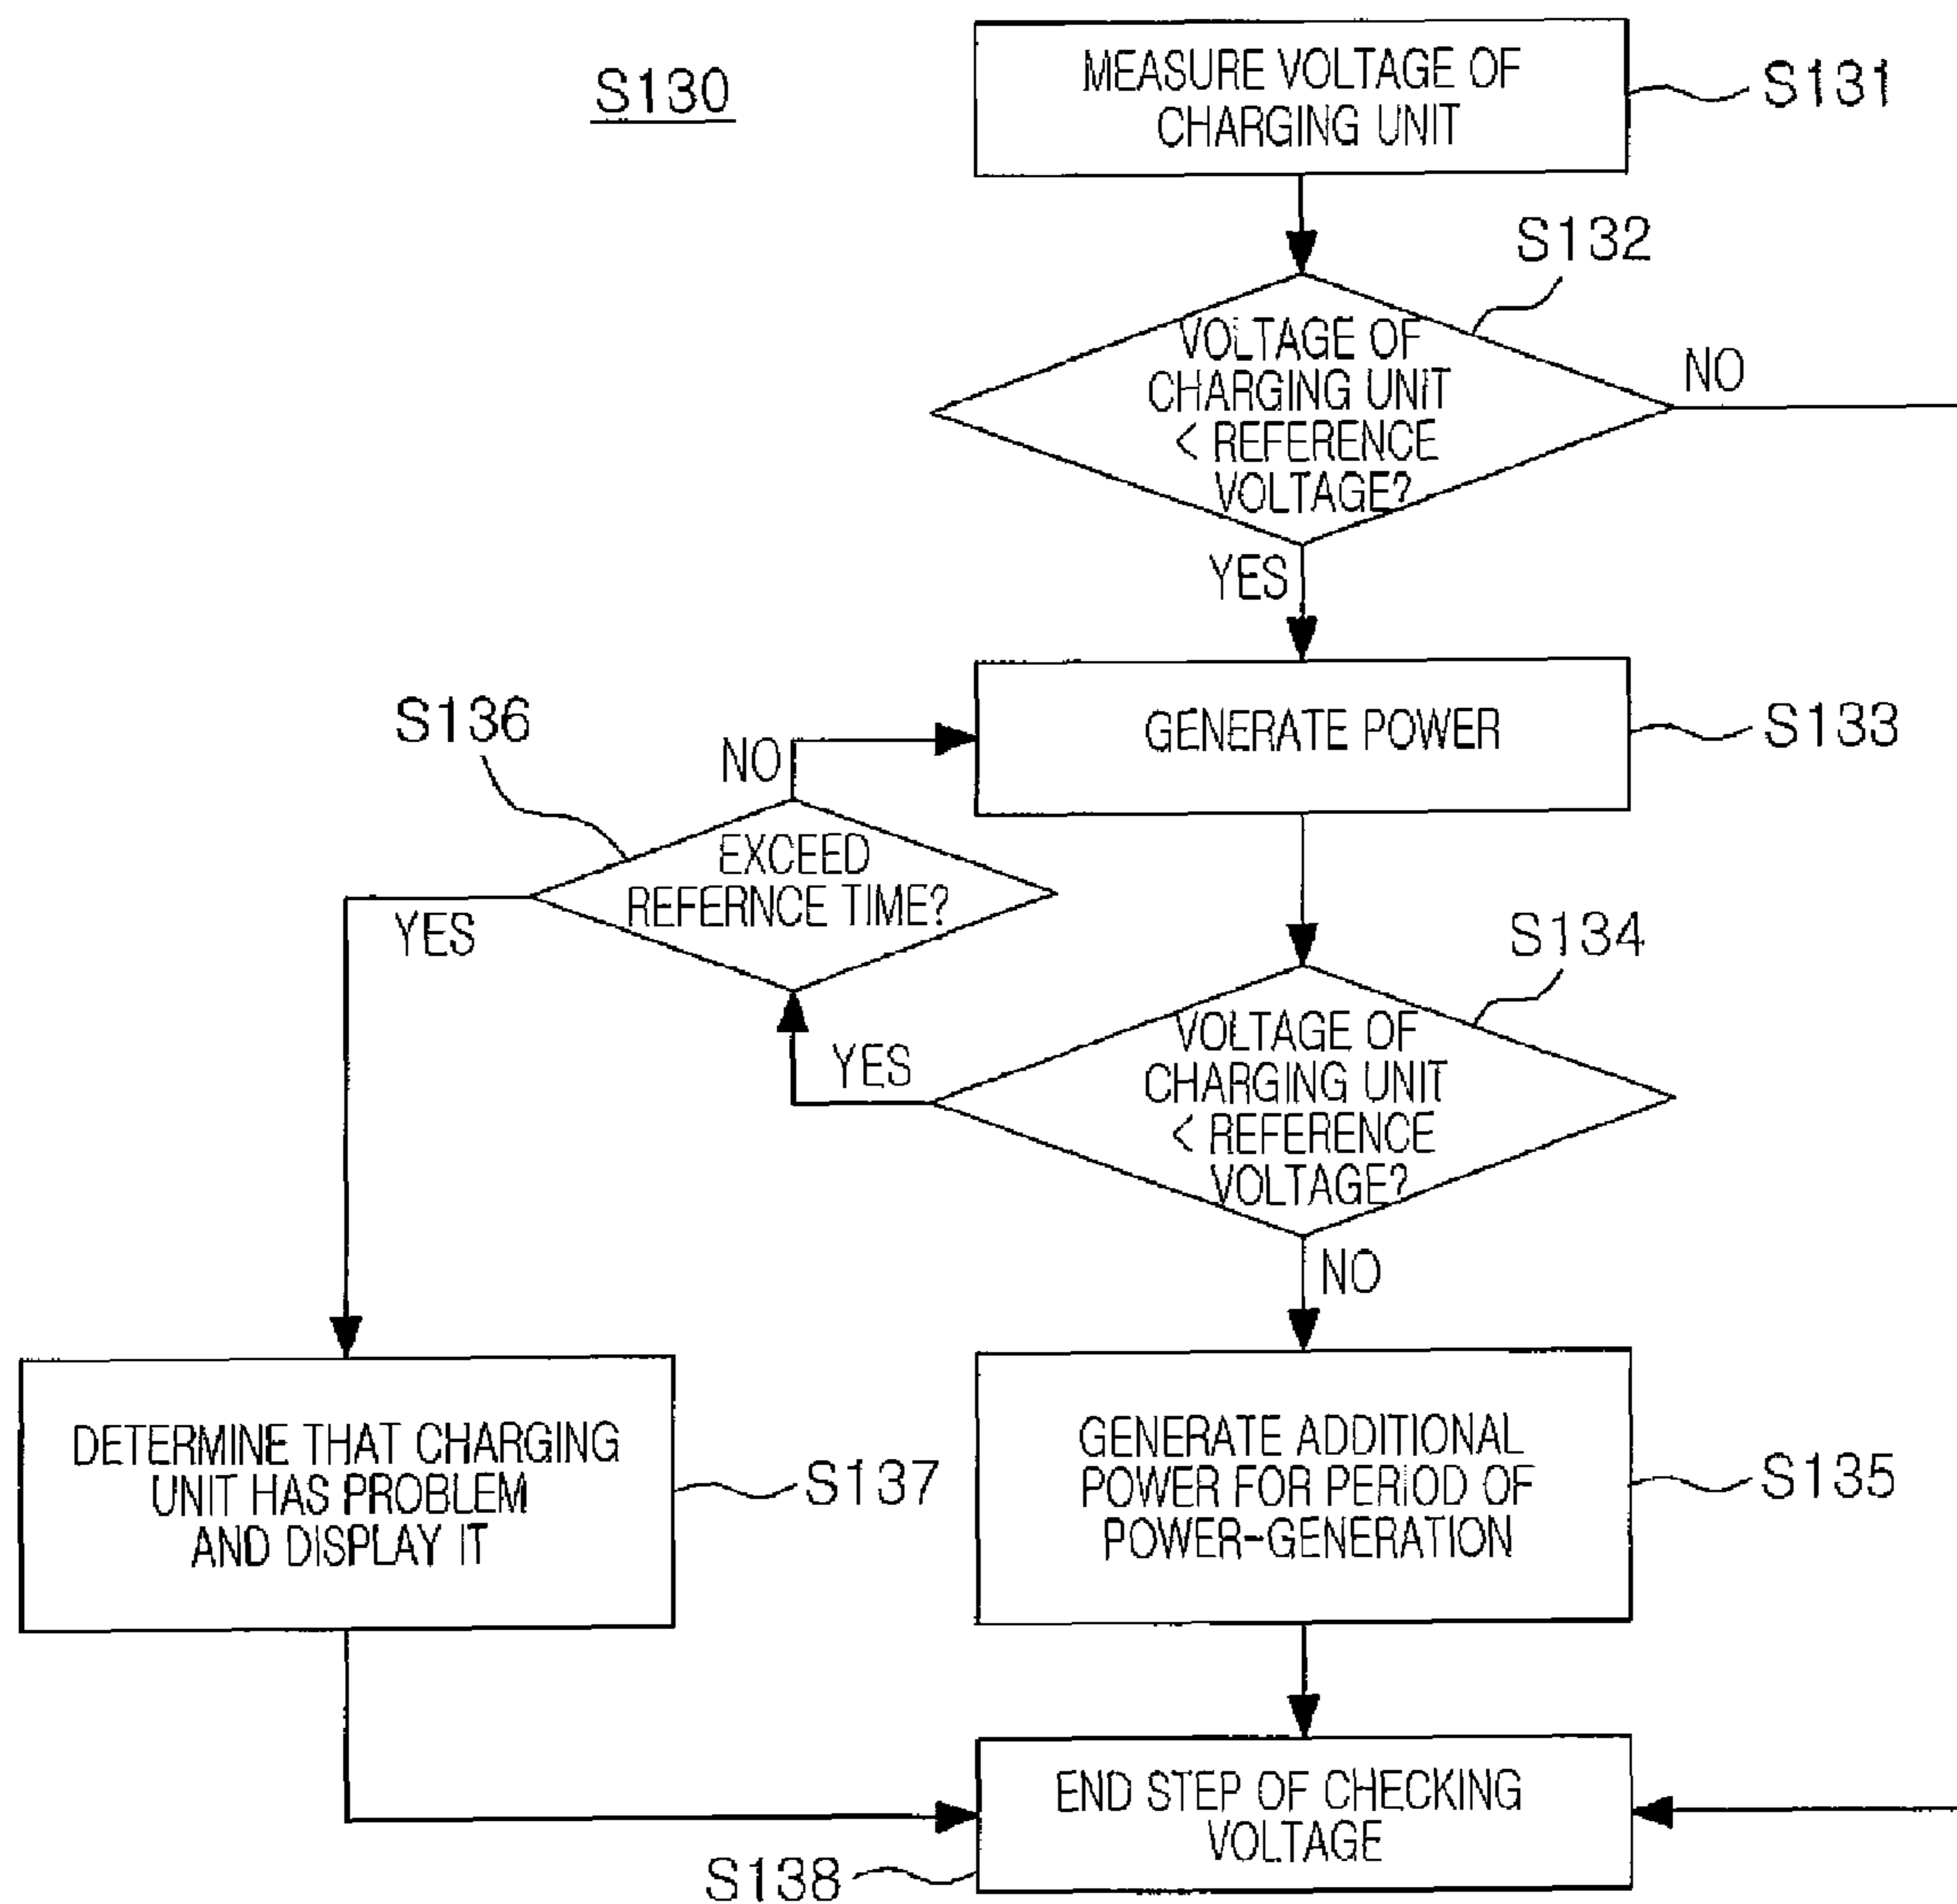 S130
MEASURE VOLTAGE OF
CHARGING UNIT
S131
S132
VOLTAGE OF
CHARGING UNIT
< REFERENCE
VOLTAGE?
NO
YES
GENERATE POWER
S133
S136
NO
EXCEED
REFERNCE TIME?
YES
S134
VOLTAGE OF
CHARGING UNIT
< REFERENCE
VOLTAGE?
YES
NO
DETERMINE THAT CHARGING
UNIT HAS PROBLEM
AND DISPLAY IT
S137
GENERATE ADDITIONAL
POWER FOR PERIOD OF
POWER-GENERATION
S135
END STEP OF CHECKING
VOLTAGE
S138